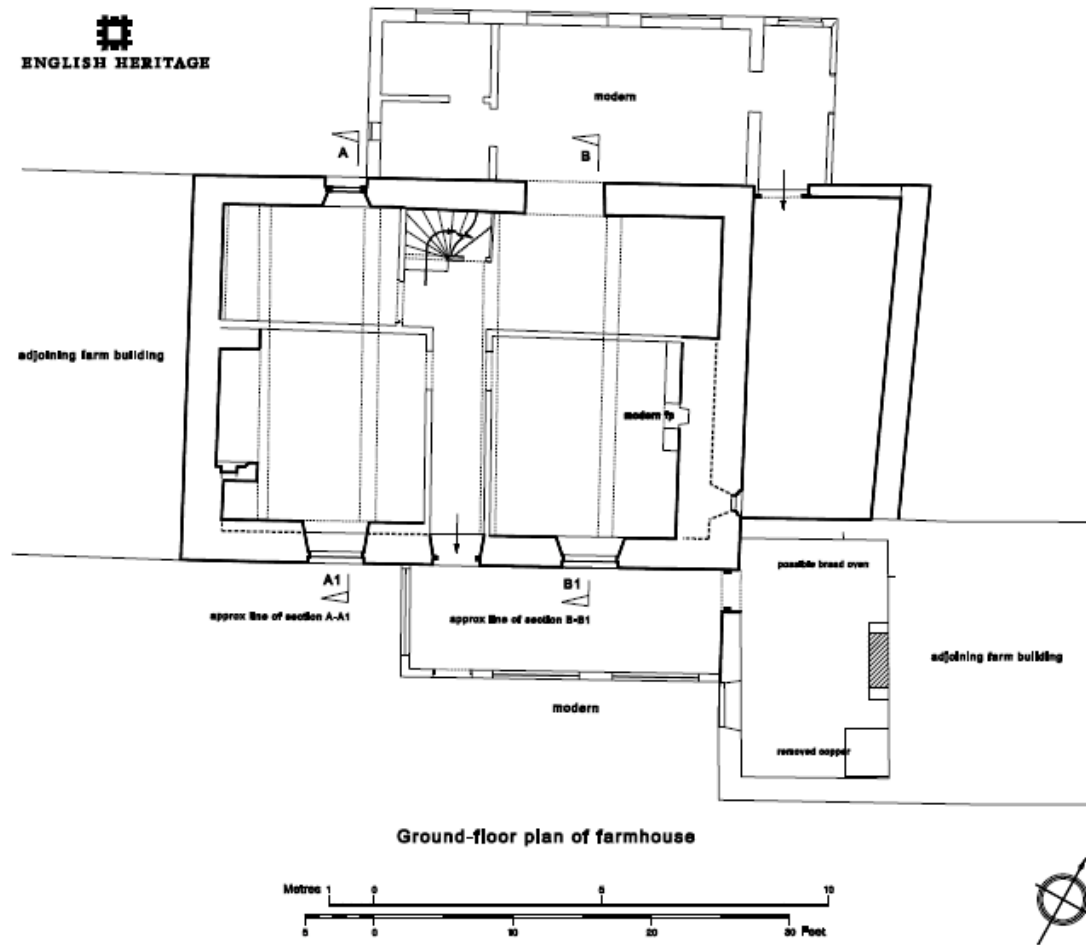 ENGLISH HERITAGE
modern
A
B
adjoining farm building
modern fp
A1
B1
possible bread oven
approx line of section A-A1
approx line of section B-B1
adjoining farm building
modern
removed copper
Ground-floor plan of farmhouse
Metres 1 0 5 10
5 0 10 20 30 Feet